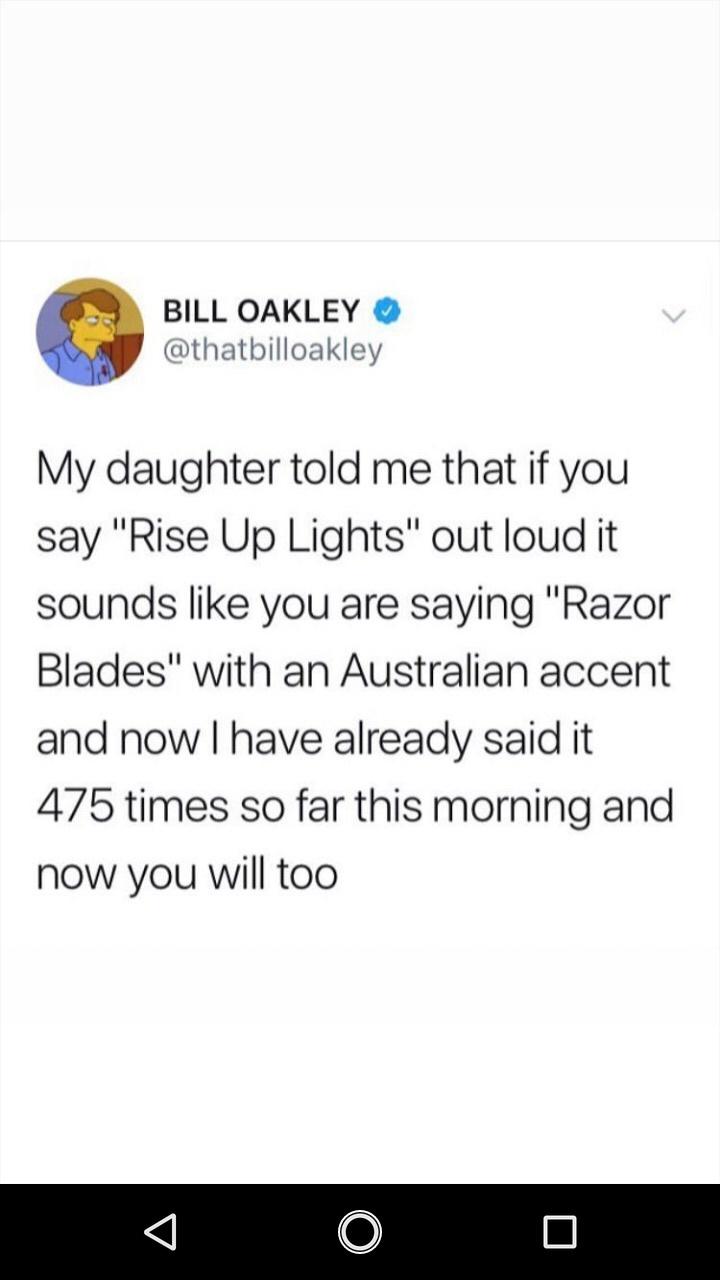 BILL OAKLEY
@thatbilloakley
My daughter told me that if you
say "Rise Up Lights" out loud it
sounds like you are saying "Razor
Blades" with an Australian accent
and now I have already said it
475 times so far this morning and
now you will too